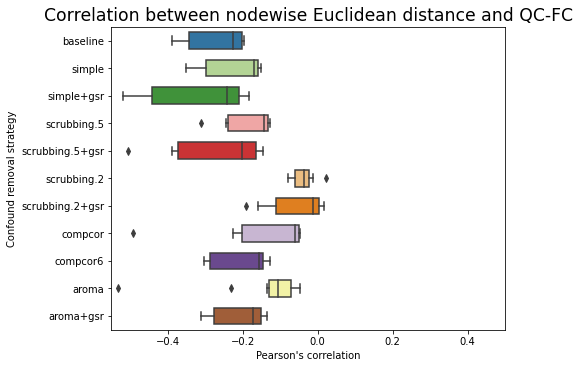 Correlation between nodewise Euclidean distance and QC-FC
Confound removal strategy
baseline
simple
simple+gsr
scrubbing.5
scrubbing.5+gsr
scrubbing.2
scrubbing.2+gsr
compcor
compcor6
aroma
aroma+gsr
−0.4 −0.2 0.0 0.2 0.4
Pearson's correlation